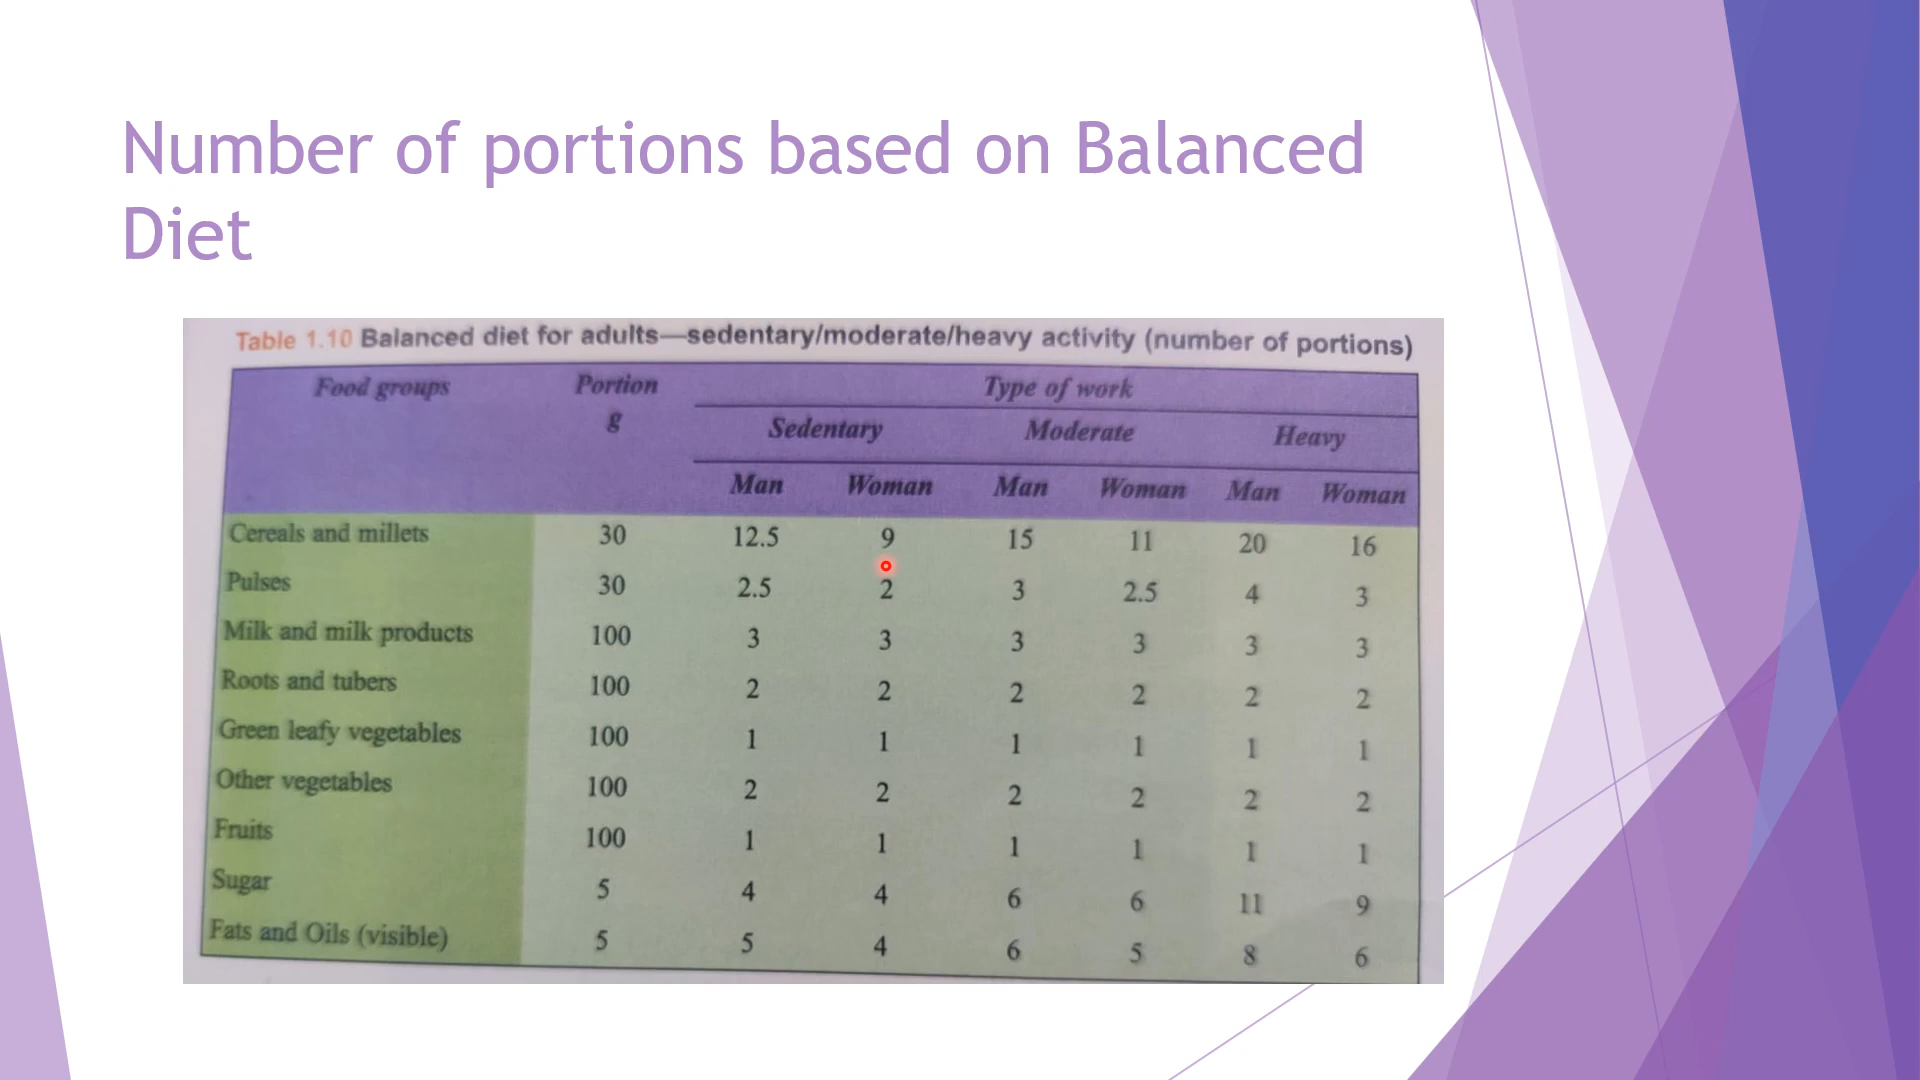 Number of portions based on Balanced
Diet
Table 1.10 Balanced diet for adults—sedentary/moderate/heavy activity (number of portions)
Food groups Portion Type of work
g Sedentary Moderate Heavy
Man Woman Man Woman Man Woman
Cereals and millets 30 12.5 9 15 11 20 16
Pulses 30 2.5 2 3 2.5 4 3
Milk and milk products 100 3 3 3 3 3 3
Roots and tubers 100 2 2 2 2 2 2
Green leafy vegetables 100 1 1 1 1 1 1
Other vegetables 100 2 2 2 2 2 2
Fruits 100 1 1 1 1 1 1
Sugar 5 4 4 6 6 11 9
Fats and Oils (visible) 5 5 4 6 5 8 6